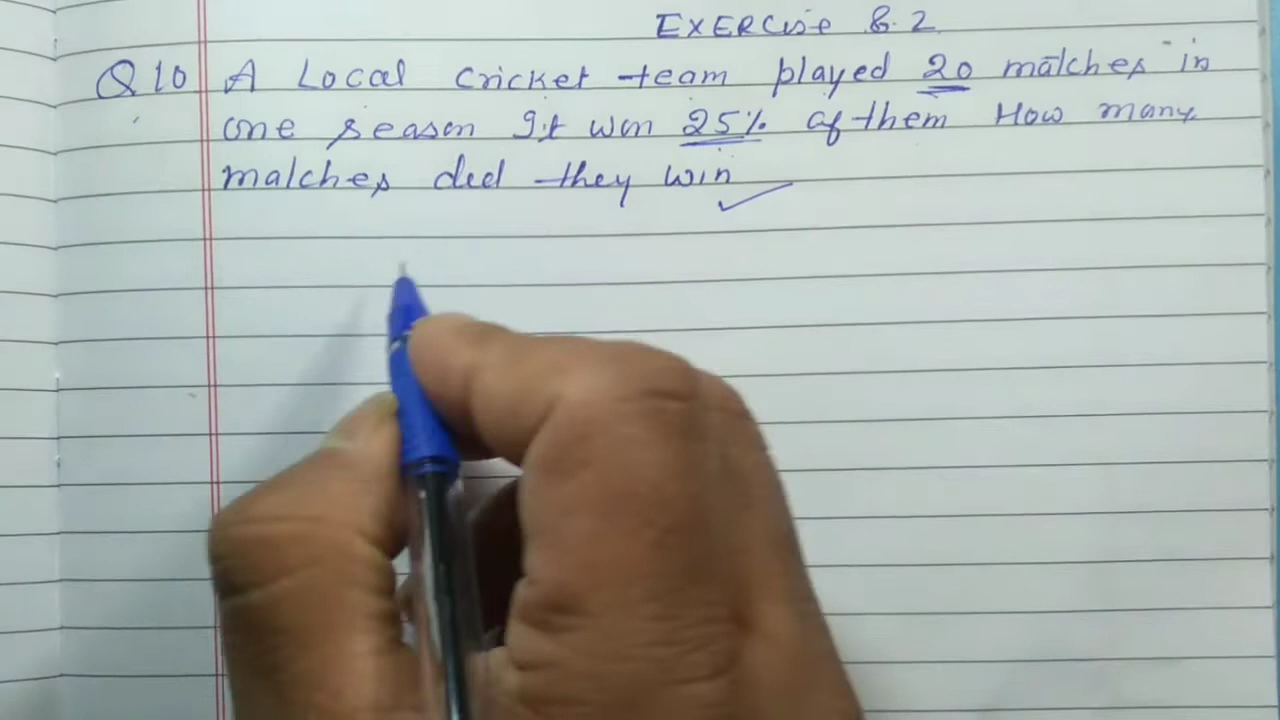 EXERCise 8.2
Q 10 A Local cricket team played 20 matches in
one season It won 25% of them How many
matches did they win